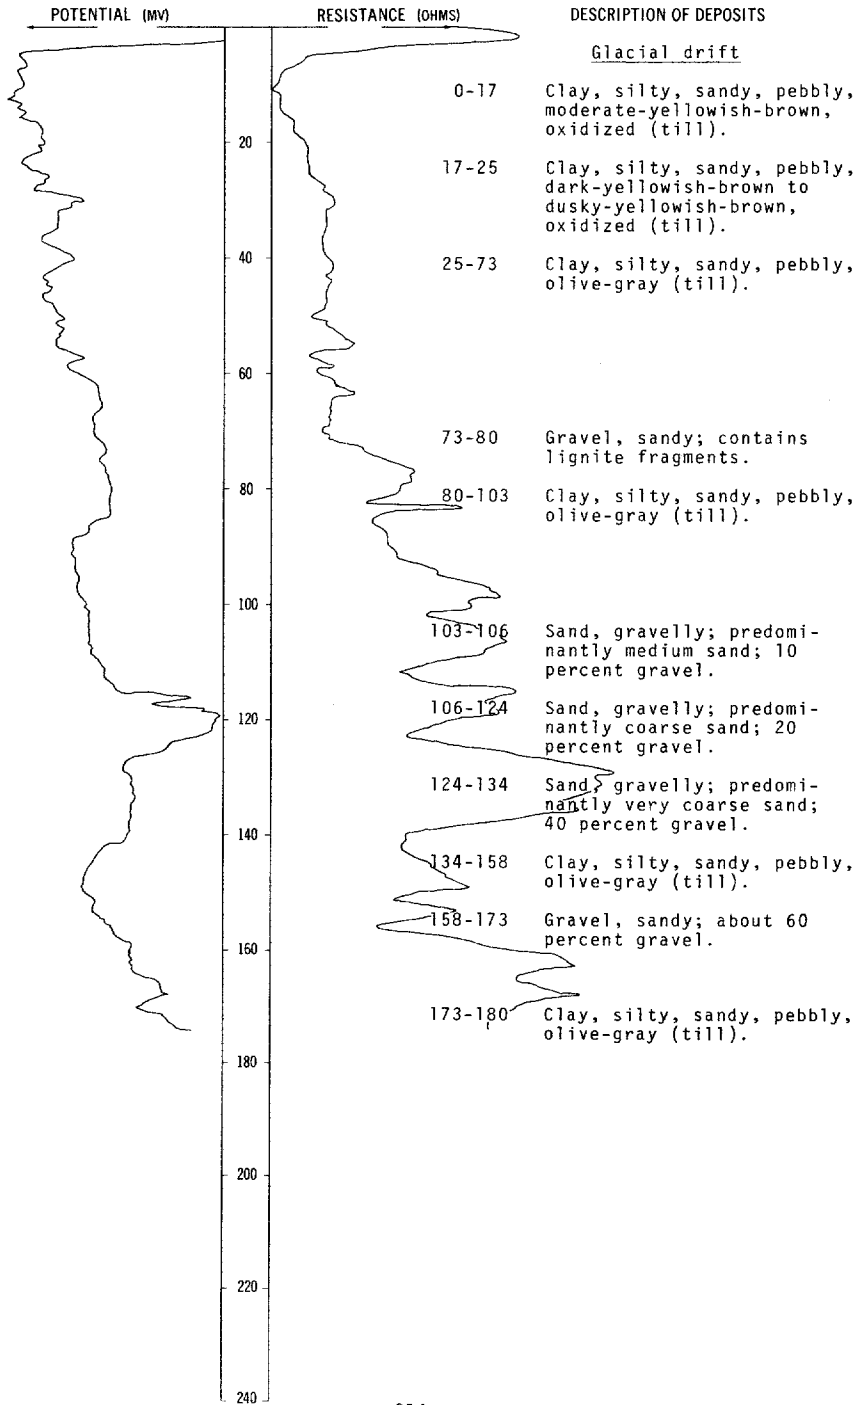 POTENTIAL (MV) RESISTANCE (OHMS) DESCRIPTION OF DEPOSITS
Glacial drift
0-17 Clay, silty, sandy, pebbly,
moderate-yellowish-brown,
oxidized (till).
20
17-25 Clay, silty, sandy, pebbly,
dark-yellowish-brown to
dusky-yellowish-brown,
oxidized (till).
40
25-73 Clay, silty, sandy, pebbly,
olive-gray (till).
60
73-80 Gravel, sandy; contains
lignite fragments.
80
80-103 Clay, silty, sandy, pebbly,
olive-gray (till).
100
103-106 Sand, gravelly; predomi-
nantly medium sand; 10
percent gravel.
106-124 Sand, gravelly; predomi-
120
nantly coarse sand; 20
percent gravel.
124-134 Sand, gravelly; predomi-
nantly very coarse sand;
40 percent gravel.
140
134-158 Clay, silty, sandy, pebbly,
olive-gray (till).
158-173 Gravel, sandy; about 60
percent gravel.
160
173-180 Clay, silty, sandy, pebbly,
olive-gray (till).
180
200
220
240